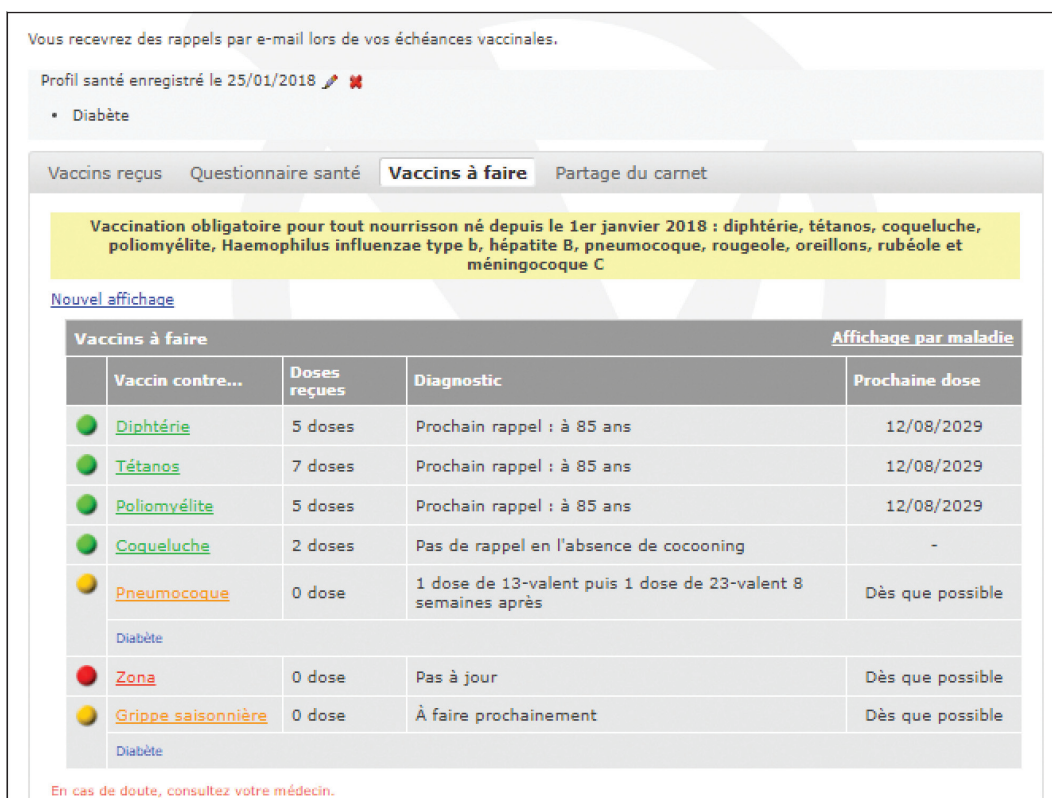 Vous recevrez des rappels par e-mail lors de vos échéances vaccinales.
Profil santé enregistré le 25/01/2018
• Diabète
Vaccins reçus Questionnaire santé Vaccins à faire Partage du carnet
Vaccination obligatoire pour tout nourrisson né depuis le 1er janvier 2018 : diphtérie, tétanos, coqueluche,
poliomyélite, Haemophilus influenzae type b, hépatite B, pneumocoque, rougeole, oreillons, rubéole et
méningocoque C
Nouvel affichage
Vaccins à faire Affichage par maladie
Vaccin contre... Doses reçues Diagnostic Prochaine dose
Diphtérie 5 doses Prochain rappel : à 85 ans 12/08/2029
Tétanos 7 doses Prochain rappel : à 85 ans 12/08/2029
Poliomyélite 5 doses Prochain rappel : à 85 ans 12/08/2029
Coqueluche 2 doses Pas de rappel en l'absence de cocooning -
Pneumocoque 0 dose 1 dose de 13-valent puis 1 dose de 23-valent 8 semaines après Dès que possible
Diabète
Zona 0 dose Pas à jour Dès que possible
Grippe saisonnière 0 dose À faire prochainement Dès que possible
Diabète
En cas de doute, consultez votre médecin.